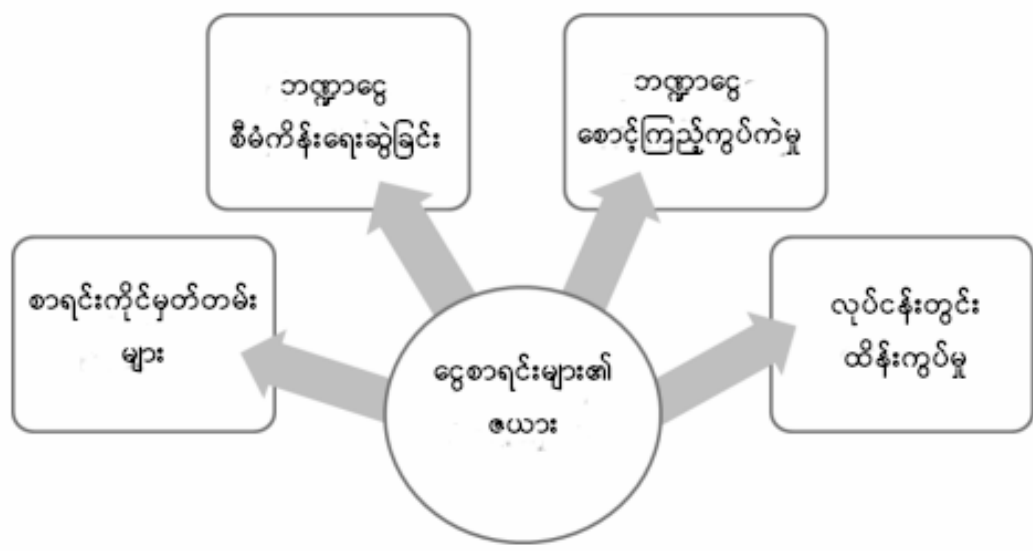 ဘဏ္ဍာငွေ
စီမံကိန်းရေးဆွဲခြင်း
ဘဏ္ဍာငွေ
စောင့်ကြည့်ကွပ်ကဲမှု
စာရင်းကိုင်မှတ်တမ်း
များ
ငွေစာရင်းများ၏
ဇယား
လုပ်ငန်းတွင်း
ထိန်းကွပ်မှု